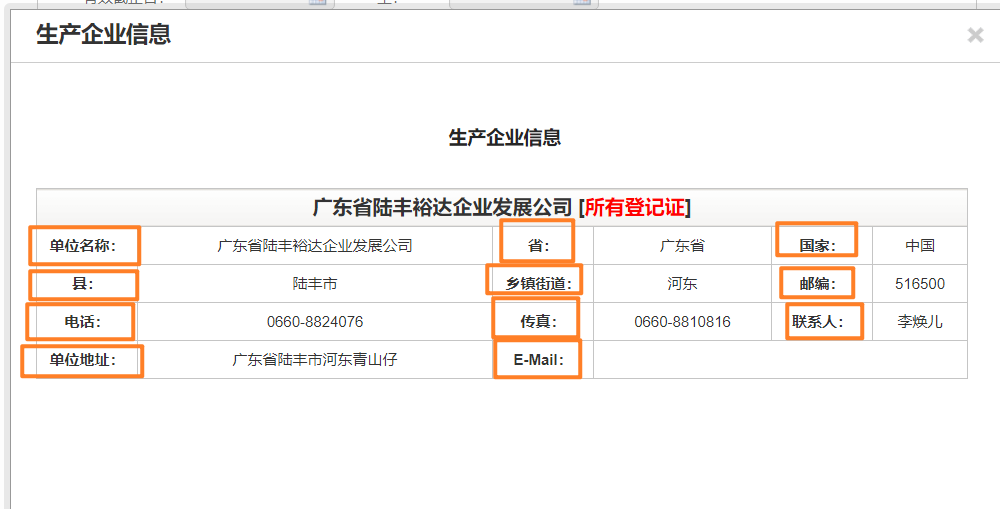 生产企业信息
生产企业信息
广东省陆丰裕达企业发展公司 [所有登记证]
单位名称： 广东省陆丰裕达企业发展公司 省： 广东省 国家： 中国
县： 陆丰市 乡镇街道： 河东 邮编： 516500
电话： 0660-8824076 传真： 0660-8810816 联系人： 李焕儿
单位地址： 广东省陆丰市河东青山仔 E-Mail：